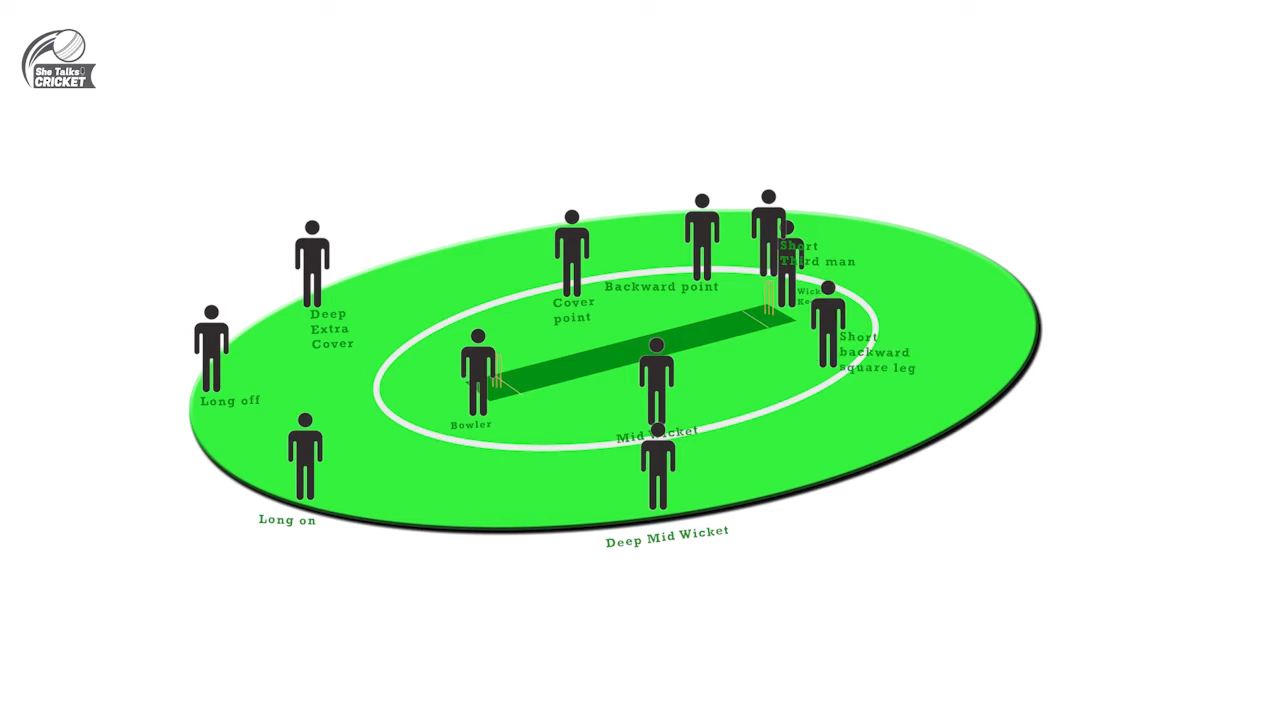 She Talks
CRICKET
Short
Third man
Backward point
Cover
point
Deep
Extra
Cover
Short
backward
square leg
Long off
Bowler
Mid Wicket
Long on
Deep Mid Wicket